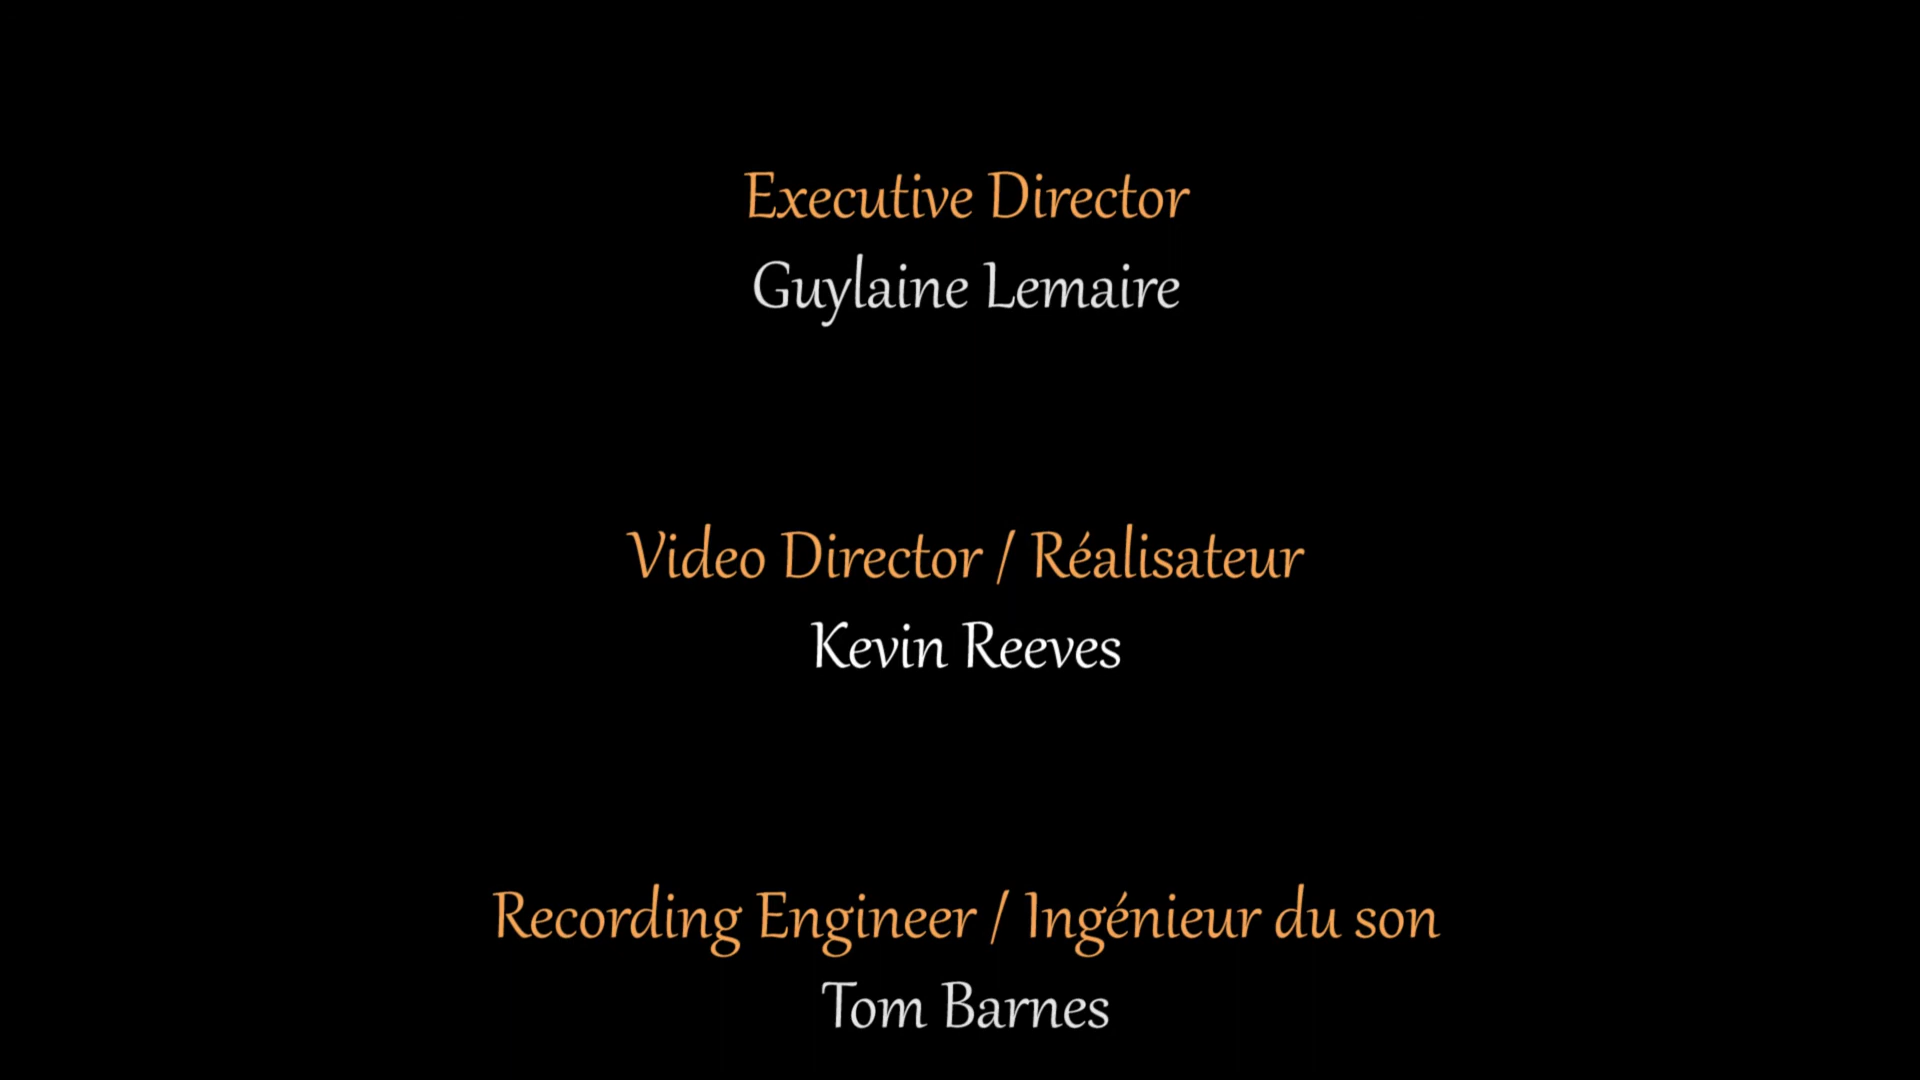 Executive Director
Guylaine Lemaire
Video Director / Réalisateur
Kevin Reeves
Recording Engineer / Ingénieur du son
Tom Barnes